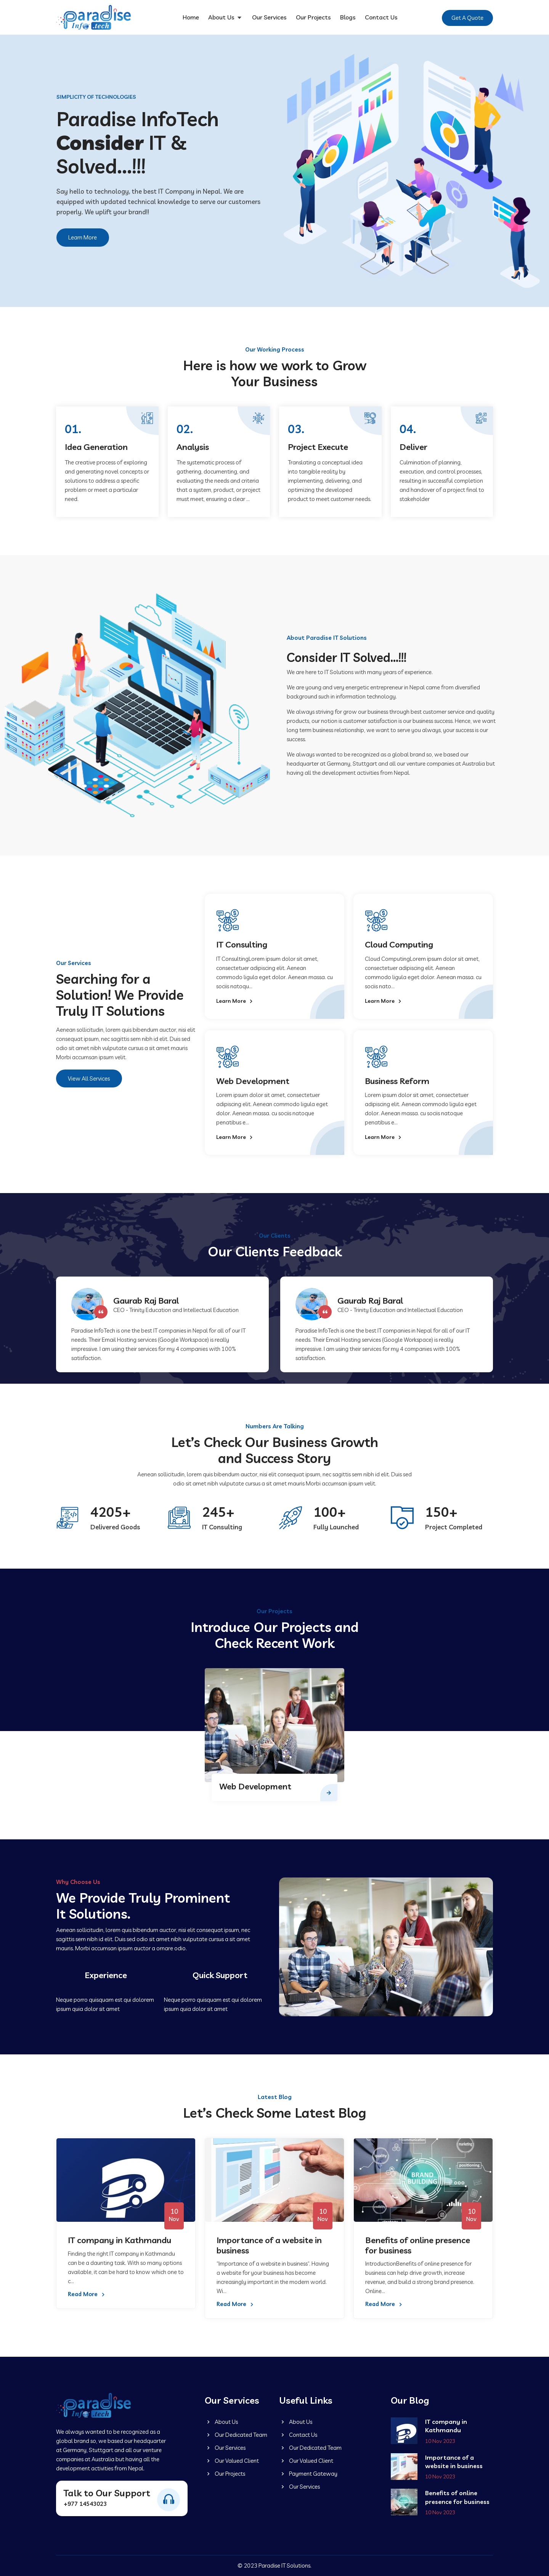 paradise
Info tech
Home
About Us
Our Services
Our Projects
Blogs
Contact Us
Get A Quote
SIMPLICITY OF TECHNOLOGIES
Paradise InfoTech
Consider IT &
Solved...!!!
Say hello to technology, the best IT Company in Nepal. We are
equipped with updated technical knowledge to serve our customers
properly. We uplift your brand!!
Learn More
Our Working Process
Here is how we work to Grow
Your Business
01.
Idea Generation
The creative process of exploring
and generating novel concepts or
solutions to address a specific
problem or meet a particular
need.
02.
Analysis
The systematic process of
gathering, documenting, and
evaluating the needs and criteria
that a system, product, or project
must meet, ensuring a clear ...
03.
Project Execute
Translating a conceptual idea
into tangible reality by
implementing, delivering, and
optimizing the developed
product to meet customer needs.
04.
Deliver
Culmination of planning,
execution, and control processes,
resulting in successful completion
and handover of a project final to
stakeholder
About Paradise IT Solutions
Consider IT Solved...!!!
We are here to IT Solutions with many years of experience.
We are young and very energetic entrepreneur in Nepal came from diversified
background such in information technology.
We always striving for grow our business through best customer service and quality
products, our notion is customer satisfaction is our business success. Hence, we want
long term business relationship, we want to serve you always, your success is our
success.
We always wanted to be recognized as a global brand so, we based our
headquarter at Germany, Stuttgart and all our venture companies at Australia but
having all the development activities from Nepal.
Our Services
Searching for a
Solution! We Provide
Truly IT Solutions
Aenean sollicitudin, lorem quis bibendum auctor, nisi elit
consequat ipsum, nec sagittis sem nibh id elit. Duis sed
odio sit amet nibh vulputate cursus a sit amet mauris
Morbi accumsan ipsum velit.
View All Services
IT Consulting
IT ConsultingLorem ipsum dolor sit amet,
consectetuer adipiscing elit. Aenean
commodo ligula eget dolor. Aenean massa. cu
sociis natoqu...
Learn More
Cloud Computing
Cloud ComputingLorem ipsum dolor sit amet,
consectetuer adipiscing elit. Aenean
commodo ligula eget dolor. Aenean massa. cu
sociis nato...
Learn More
Web Development
Lorem ipsum dolor sit amet, consectetuer
adipiscing elit. Aenean commodo ligula eget
dolor. Aenean massa. cu sociis natoque
penatibus e...
Learn More
Business Reform
Lorem ipsum dolor sit amet, consectetuer
adipiscing elit. Aenean commodo ligula eget
dolor. Aenean massa. cu sociis natoque
penatibus e...
Learn More
Our Clients
Our Clients Feedback
Gaurab Raj Baral
CEO - Trinity Education and Intellectual Education
Paradise InfoTech is one the best IT companies in Nepal for all of our IT
needs. Their Email Hosting services (Google Workspace) is really
impressive. I am using their services for my 4 companies with 100%
satisfaction.
Gaurab Raj Baral
CEO - Trinity Education and Intellectual Education
Paradise InfoTech is one the best IT companies in Nepal for all of our IT
needs. Their Email Hosting services (Google Workspace) is really
impressive. I am using their services for my 4 companies with 100%
satisfaction.
Numbers Are Talking
Let's Check Our Business Growth
and Success Story
Aenean sollicitudin, lorem quis bibendum auctor, nisi elit consequat ipsum, nec sagittis sem nibh id elit. Duis sed
odio sit amet nibh vulputate cursus a sit amet mauris Morbi accumsan ipsum velit.
4205+
Delivered Goods
245+
IT Consulting
100+
Fully Launched
150+
Project Completed
Our Projects
Introduce Our Projects and
Check Recent Work
Web Development
Why Choose Us
We Provide Truly Prominent
It Solutions.
Aenean sollicitudin, lorem quis bibendum auctor, nisi elit consequat ipsum, nec
sagittis sem nibh id elit. Duis sed odio sit amet nibh vulputate cursus a sit amet
mauris. Morbi accumsan ipsum auctor a ornare odio.
Experience
Neque porro quisquam est qui dolorem
ipsum quia dolor sit amet
Quick Support
Neque porro quisquam est qui dolorem
ipsum quia dolor sit amet
Latest Blog
Let's Check Some Latest Blog
10
Nov
IT company in Kathmandu
Finding the right IT company in Kathmandu
can be a daunting task. With so many options
available, it can be hard to know which one to
c...
Read More
10
Nov
Importance of a website in
business
"Importance of a website in business". Having
a website for your business has become
increasingly important in the modern world.
Wi...
Read More
BRAND
BUILDING
10
Nov
Benefits of online presence
for business
IntroductionBenefits of online presence for
business can help drive growth, increase
revenue, and build a strong brand presence.
Online...
Read More
paradise
Info tech
We always wanted to be recognized as a
global brand so, we based our headquarter
at Germany, Stuttgart and all our venture
companies at Australia but having all the
development activities from Nepal.
Talk to Our Support
+977 14543023
Our Services
About Us
Our Dedicated Team
Our Services
Our Valued Client
Our Projects
Useful Links
About Us
Contact Us
Our Dedicated Team
Our Valued Client
Payment Gateway
Our Services
Our Blog
IT company in
Kathmandu
10 Nov 2023
Importance of a
website in business
10 Nov 2023
Benefits of online
presence for business
10 Nov 2023
© 2023 Paradise IT Solutions.